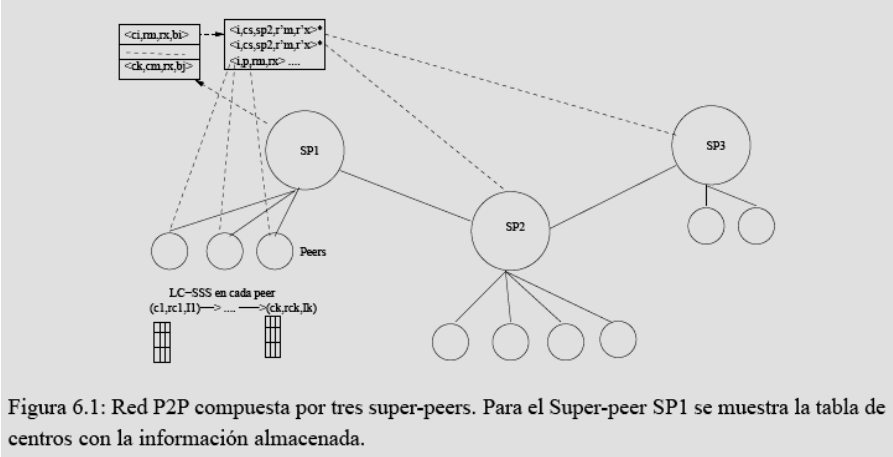 <ci,rm,rx,bi>
<ck,cm,rx,bj>
<i,cs,sp2,r'm,r'x>*
<i,cs,sp2,r'm,r'x>*
<i,p,rm,rx> ....
SP1
SP3
SP2
Peers
LC-SSS en cada peer
(c1,rc1,I1)—> .... —>(ck,rck,Ik)
Figura 6.1: Red P2P compuesta por tres super-peers. Para el Super-peer SP1 se muestra la tabla de
centros con la información almacenada.